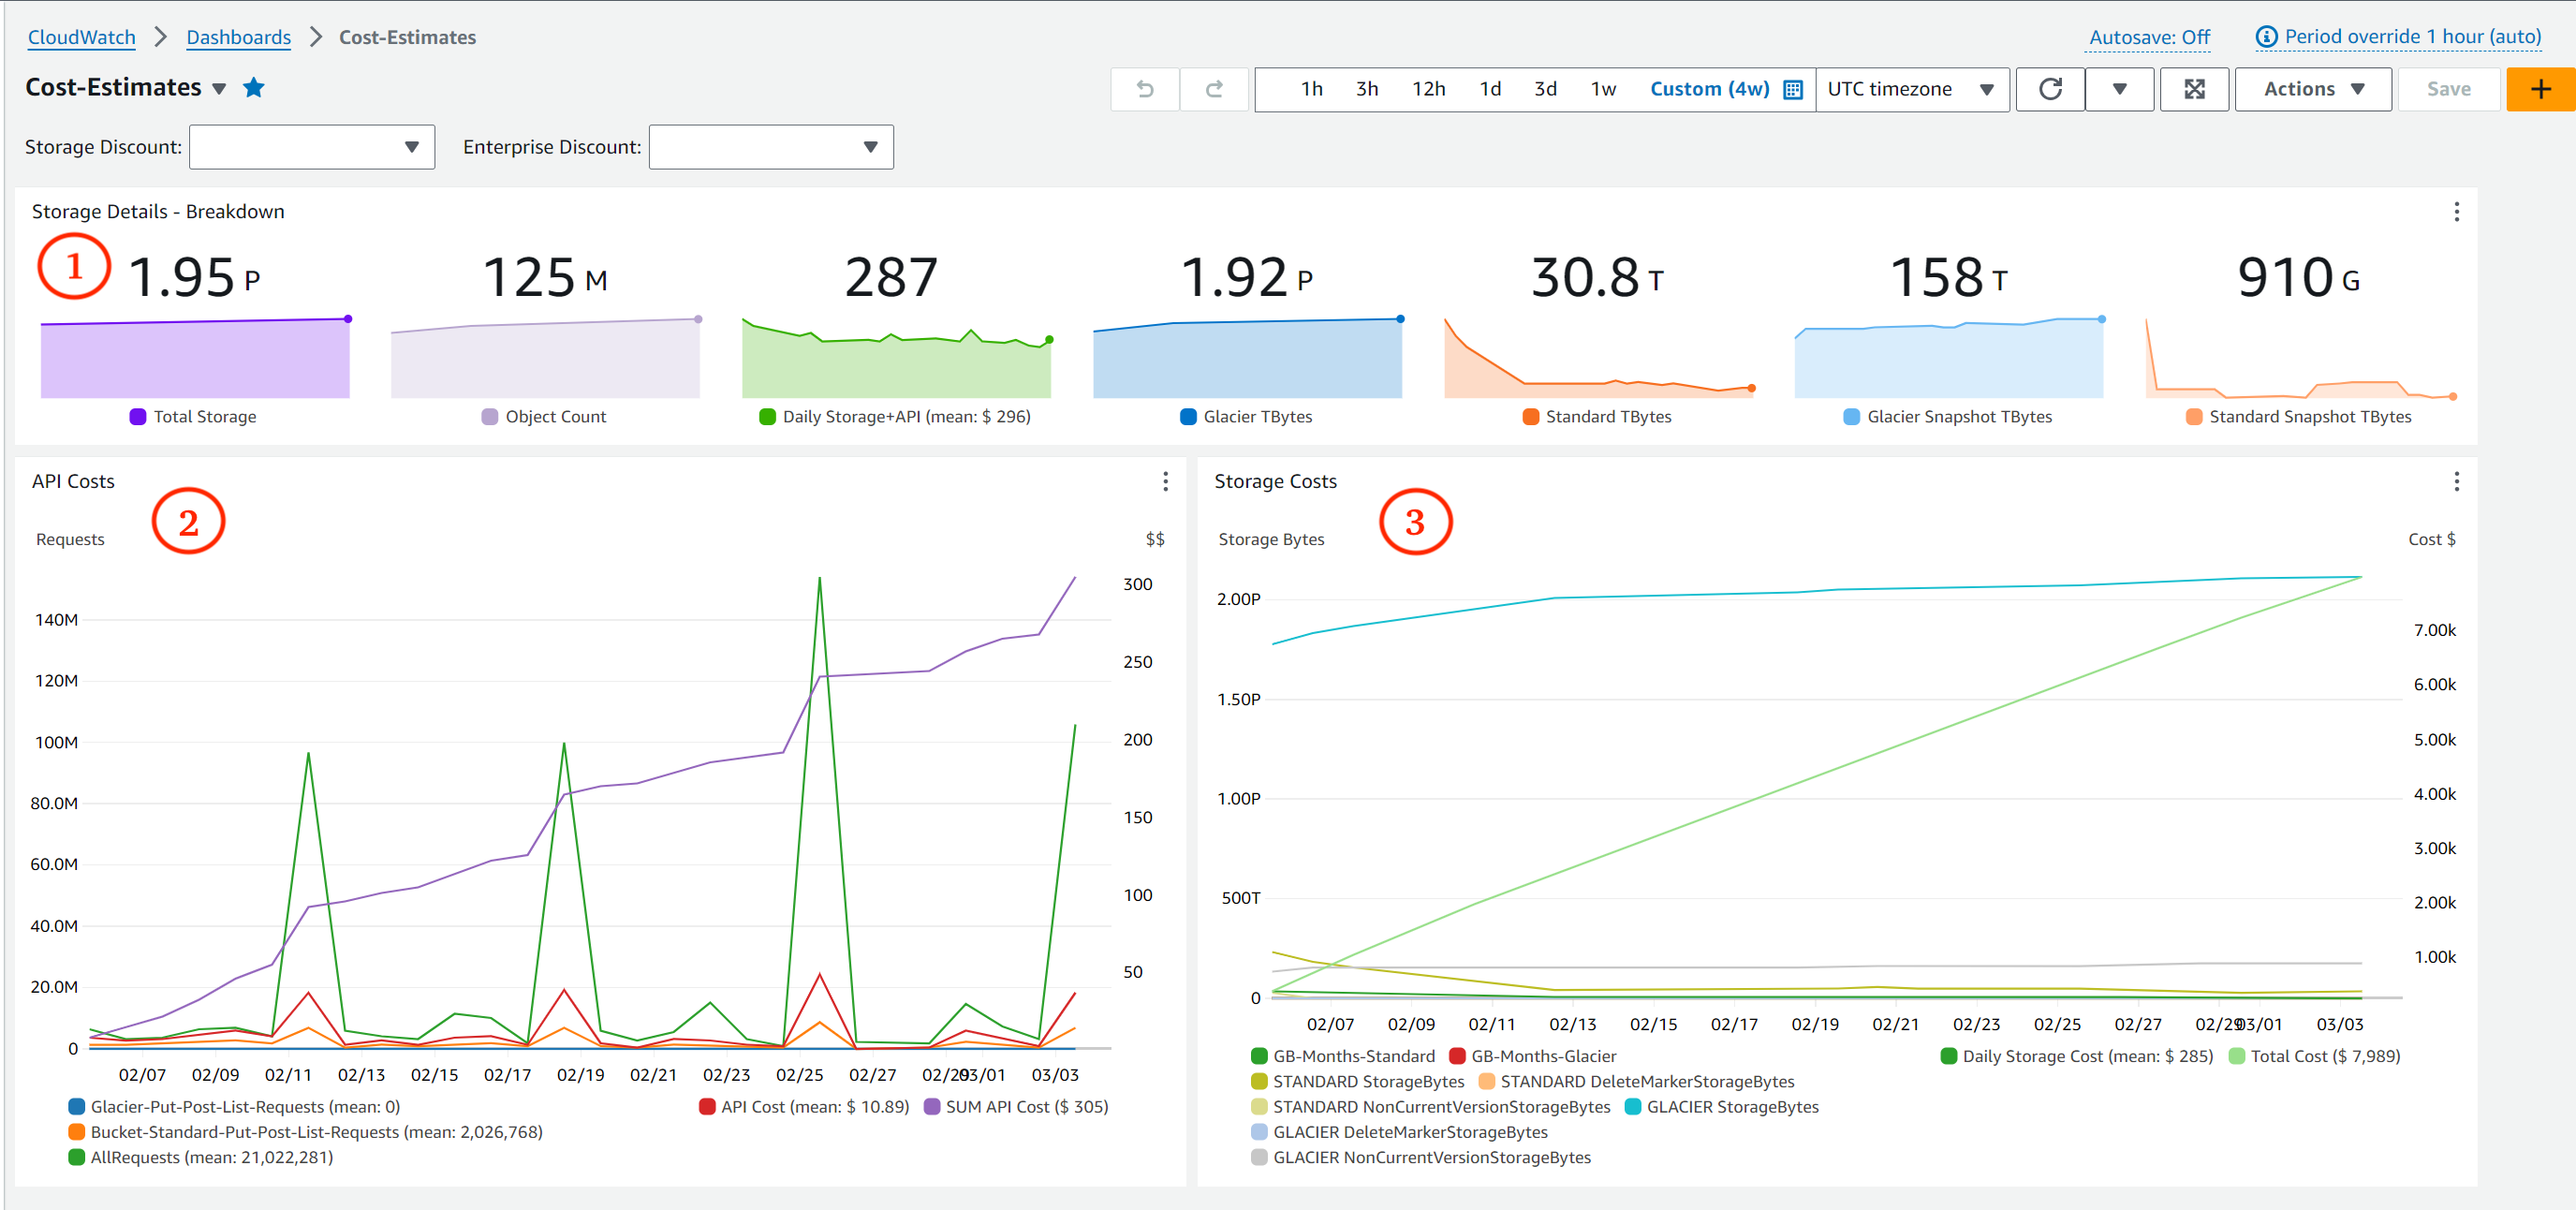 CloudWatch > Dashboards > Cost-Estimates
Autosave: Off
Period override 1 hour (auto)
Cost-Estimates
1h 3h 12h 1d 3d 1w Custom (4w) UTC timezone Actions Save +
Storage Discount:
Enterprise Discount:
Storage Details - Breakdown
1
1.95 P
125 M
287
1.92 P
30.8 T
158 T
910 G
Total Storage
Object Count
Daily Storage+API (mean: $ 296)
Glacier TBytes
Standard TBytes
Glacier Snapshot TBytes
Standard Snapshot TBytes
API Costs
2
Requests
$$
300
140M
250
120M
200
100M
80.0M
150
60.0M
100
40.0M
50
20.0M
0
02/07 02/09 02/11 02/13 02/15 02/17 02/19 02/21 02/23 02/25 02/27 02/29 03/01 03/03
Glacier-Put-Post-List-Requests (mean: 0)
API Cost (mean: $ 10.89)
SUM API Cost ($ 305)
Bucket-Standard-Put-Post-List-Requests (mean: 2,026,768)
AllRequests (mean: 21,022,281)
Storage Costs
3
Storage Bytes
Cost $
2.00P
7.00k
1.50P
6.00k
5.00k
1.00P
4.00k
3.00k
500T
2.00k
1.00k
0
02/07 02/09 02/11 02/13 02/15 02/17 02/19 02/21 02/23 02/25 02/27 02/29 03/01 03/03
GB-Months-Standard GB-Months-Glacier
Daily Storage Cost (mean: $ 285) Total Cost ($ 7,989)
STANDARD StorageBytes STANDARD DeleteMarkerStorageBytes
STANDARD NonCurrentVersionStorageBytes GLACIER StorageBytes
GLACIER DeleteMarkerStorageBytes
GLACIER NonCurrentVersionStorageBytes